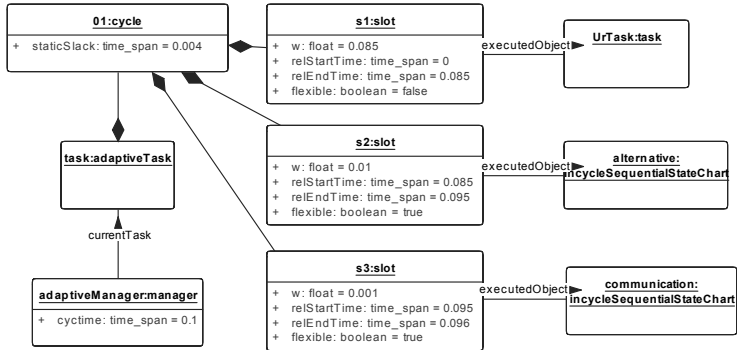 01:cycle
+ staticSlack: time_span = 0.004
s1:slot
+ w: float = 0.085
+ relStartTime: time_span = 0
+ relEndTime: time_span = 0.085
+ flexible: boolean = false
executedObject
UrTask:task
task:adaptiveTask
s2:slot
+ w: float = 0.01
+ relStartTime: time_span = 0.085
+ relEndTime: time_span = 0.095
+ flexible: boolean = true
executedObject
alternative:
incycleSequentialStateChart
currentTask
adaptiveManager:manager
+ cyctime: time_span = 0.1
s3:slot
+ w: float = 0.001
+ relStartTime: time_span = 0.095
+ relEndTime: time_span = 0.096
+ flexible: boolean = true
executedObject
communication:
incycleSequentialStateChart